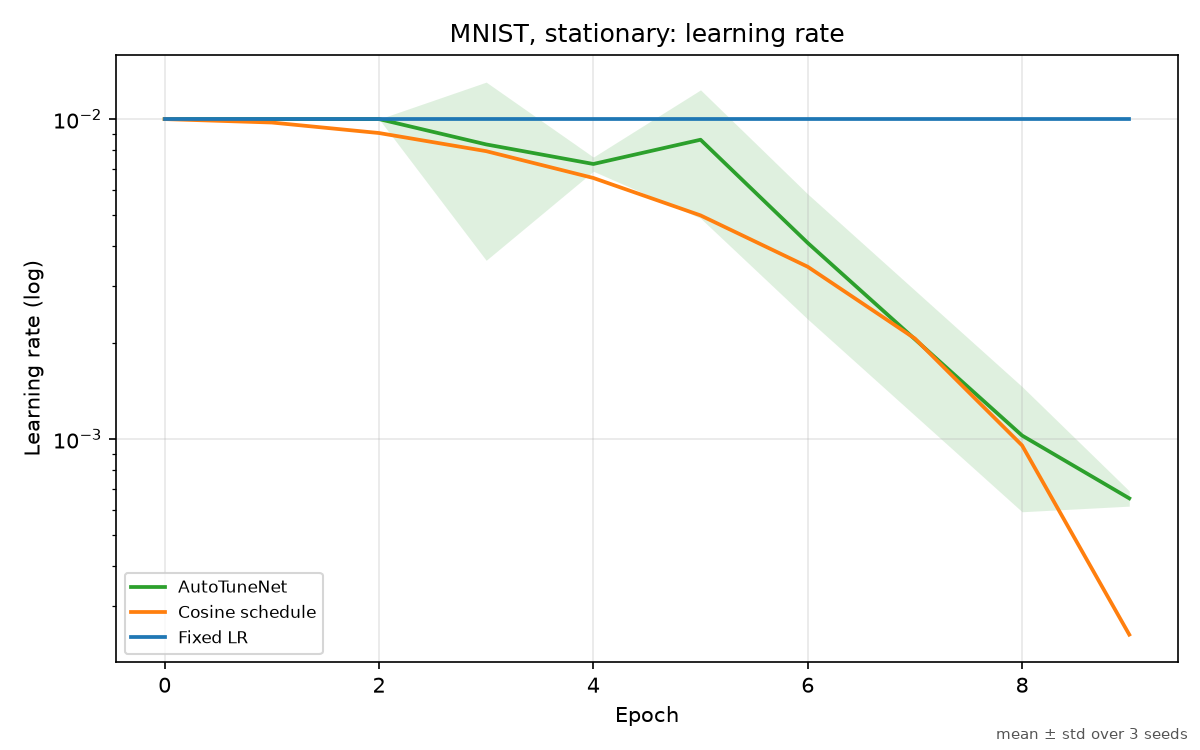 MNIST, stationary: learning rate
Learning rate (log)
10⁻²
10⁻³
AutoTuneNet
Cosine schedule
Fixed LR
0 2 4 6 8
Epoch
mean ± std over 3 seeds